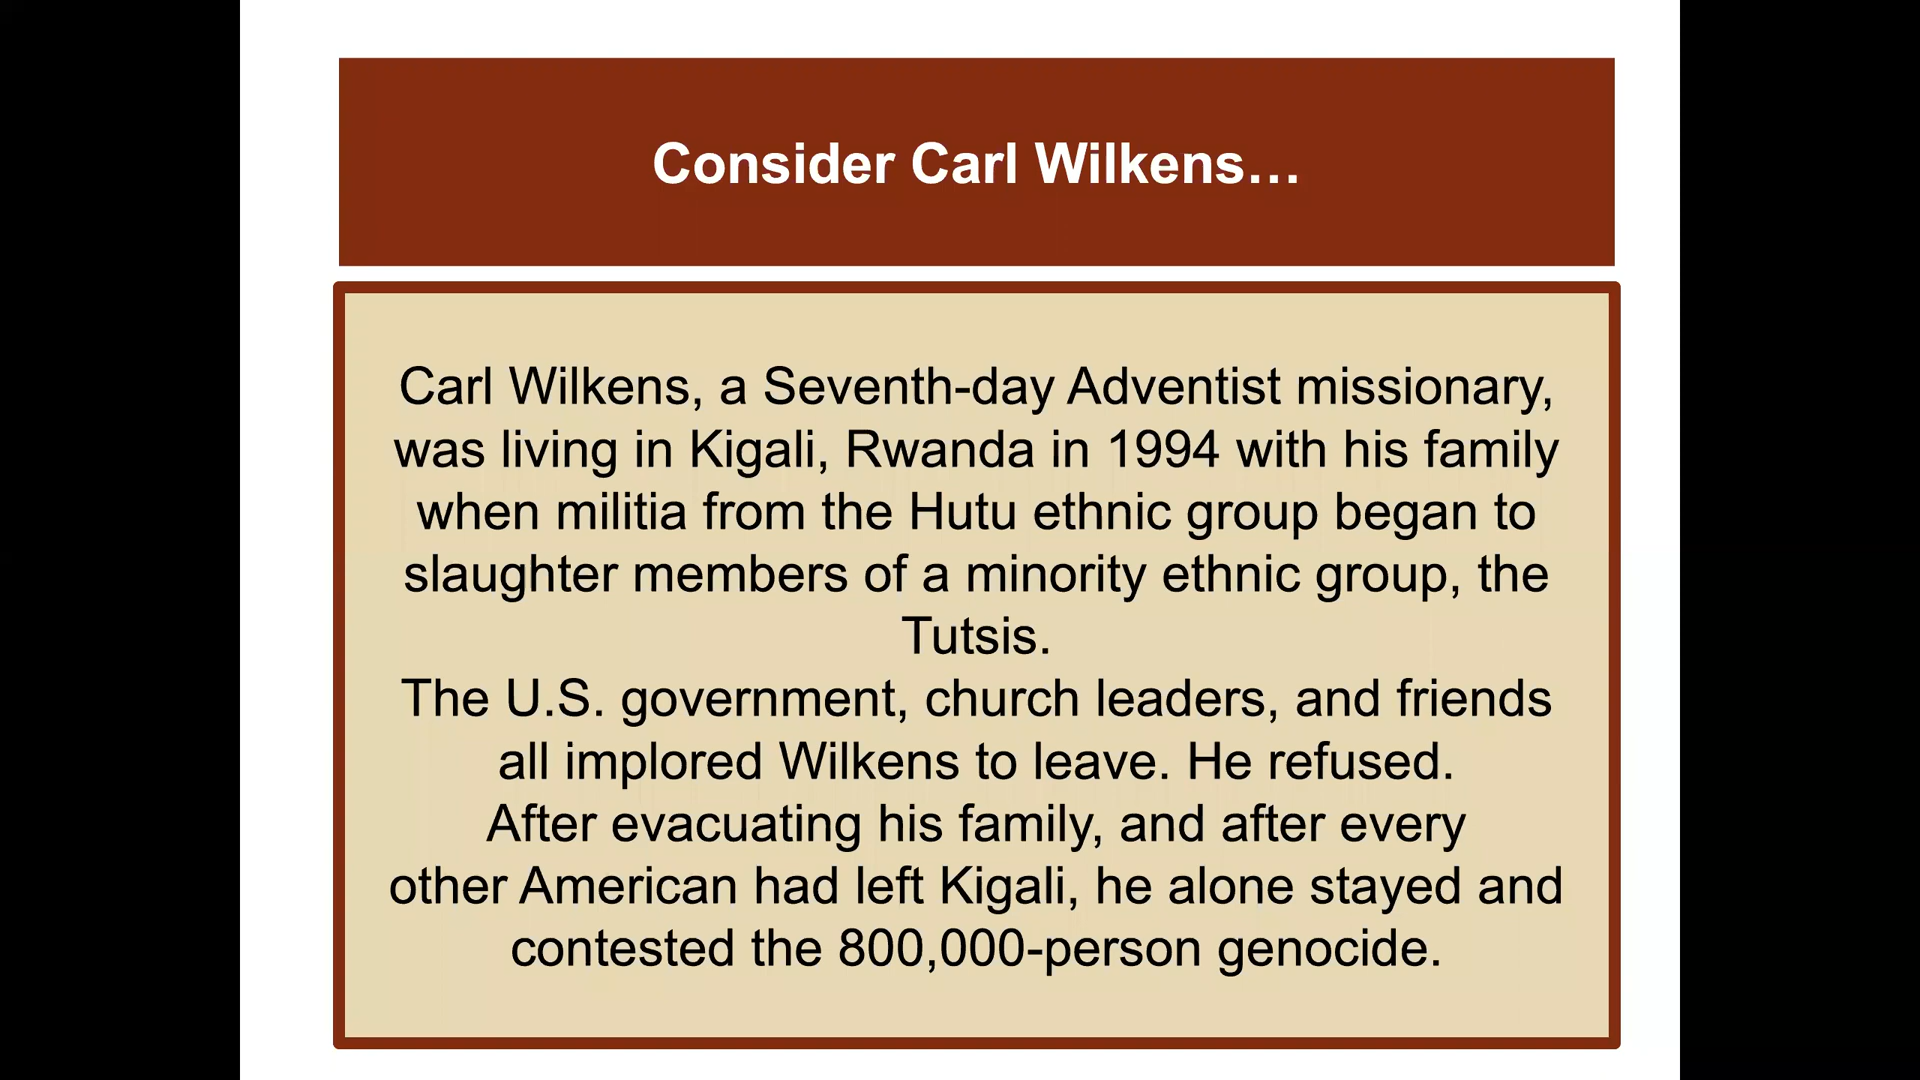 Consider Carl Wilkens…
Carl Wilkens, a Seventh-day Adventist missionary,
was living in Kigali, Rwanda in 1994 with his family
when militia from the Hutu ethnic group began to
slaughter members of a minority ethnic group, the
Tutsis.
The U.S. government, church leaders, and friends
all implored Wilkens to leave. He refused.
After evacuating his family, and after every
other American had left Kigali, he alone stayed and
contested the 800,000-person genocide.